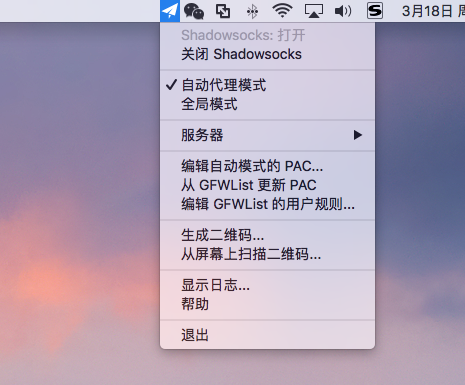 3月18日 周
Shadowsocks: 打开
关闭 Shadowsocks
自动代理模式
全局模式
服务器
编辑自动模式的 PAC...
从 GFWList 更新 PAC
编辑 GFWList 的用户规则...
生成二维码...
从屏幕上扫描二维码...
显示日志...
帮助
退出